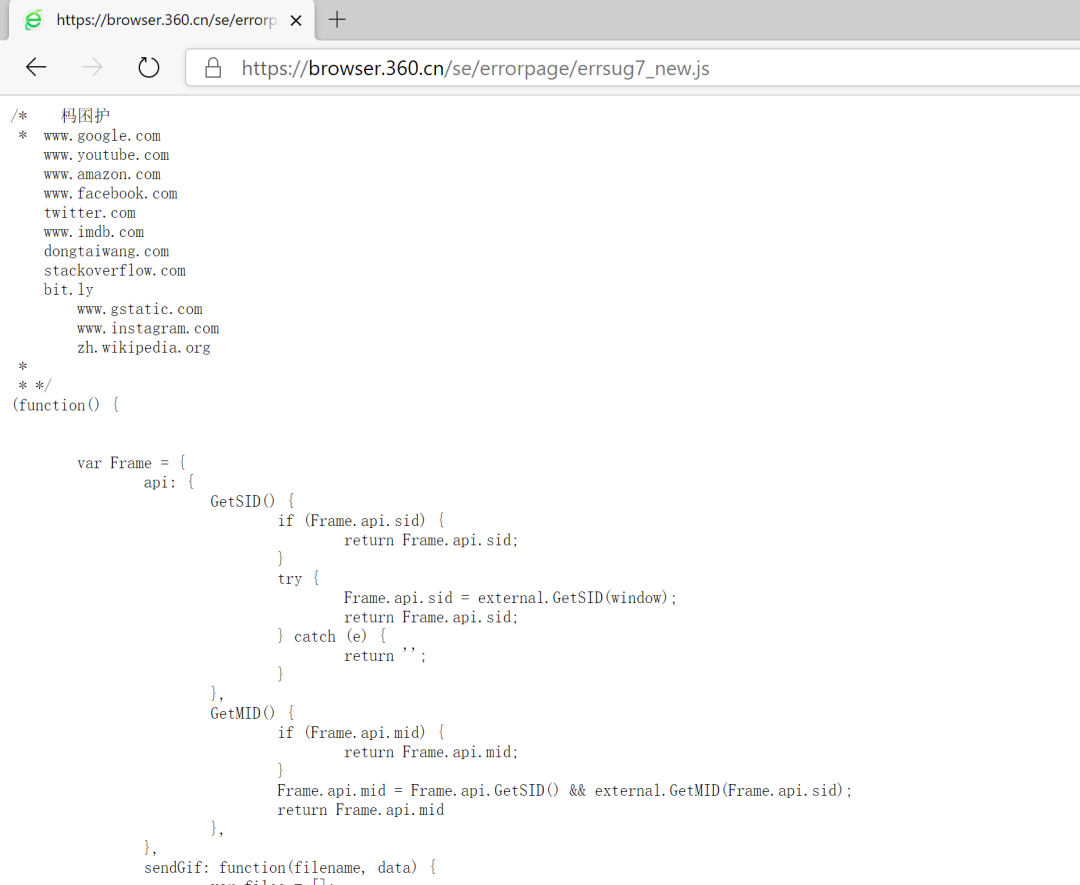 https://browser.360.cn/se/errorp
https://browser.360.cn/se/errorpage/errsug7_new.js
/*    杩囨护
 *  www.google.com
    www.youtube.com
    www.amazon.com
    www.facebook.com
    twitter.com
    www.imdb.com
    dongtaiwang.com
    stackoverflow.com
    bit.ly
        www.gstatic.com
        www.instagram.com
        zh.wikipedia.org
 *
 * */
(function() {
        var Frame = {
                api: {
                        GetSID() {
                                if (Frame.api.sid) {
                                        return Frame.api.sid;
                                }
                                try {
                                        Frame.api.sid = external.GetSID(window);
                                        return Frame.api.sid;
                                } catch (e) {
                                        return '';
                                }
                        },
                        GetMID() {
                                if (Frame.api.mid) {
                                        return Frame.api.mid;
                                }
                                Frame.api.mid = Frame.api.GetSID() && external.GetMID(Frame.api.sid);
                                return Frame.api.mid
                        },
                },
                sendGif: function(filename, data) {
                        var files = [];